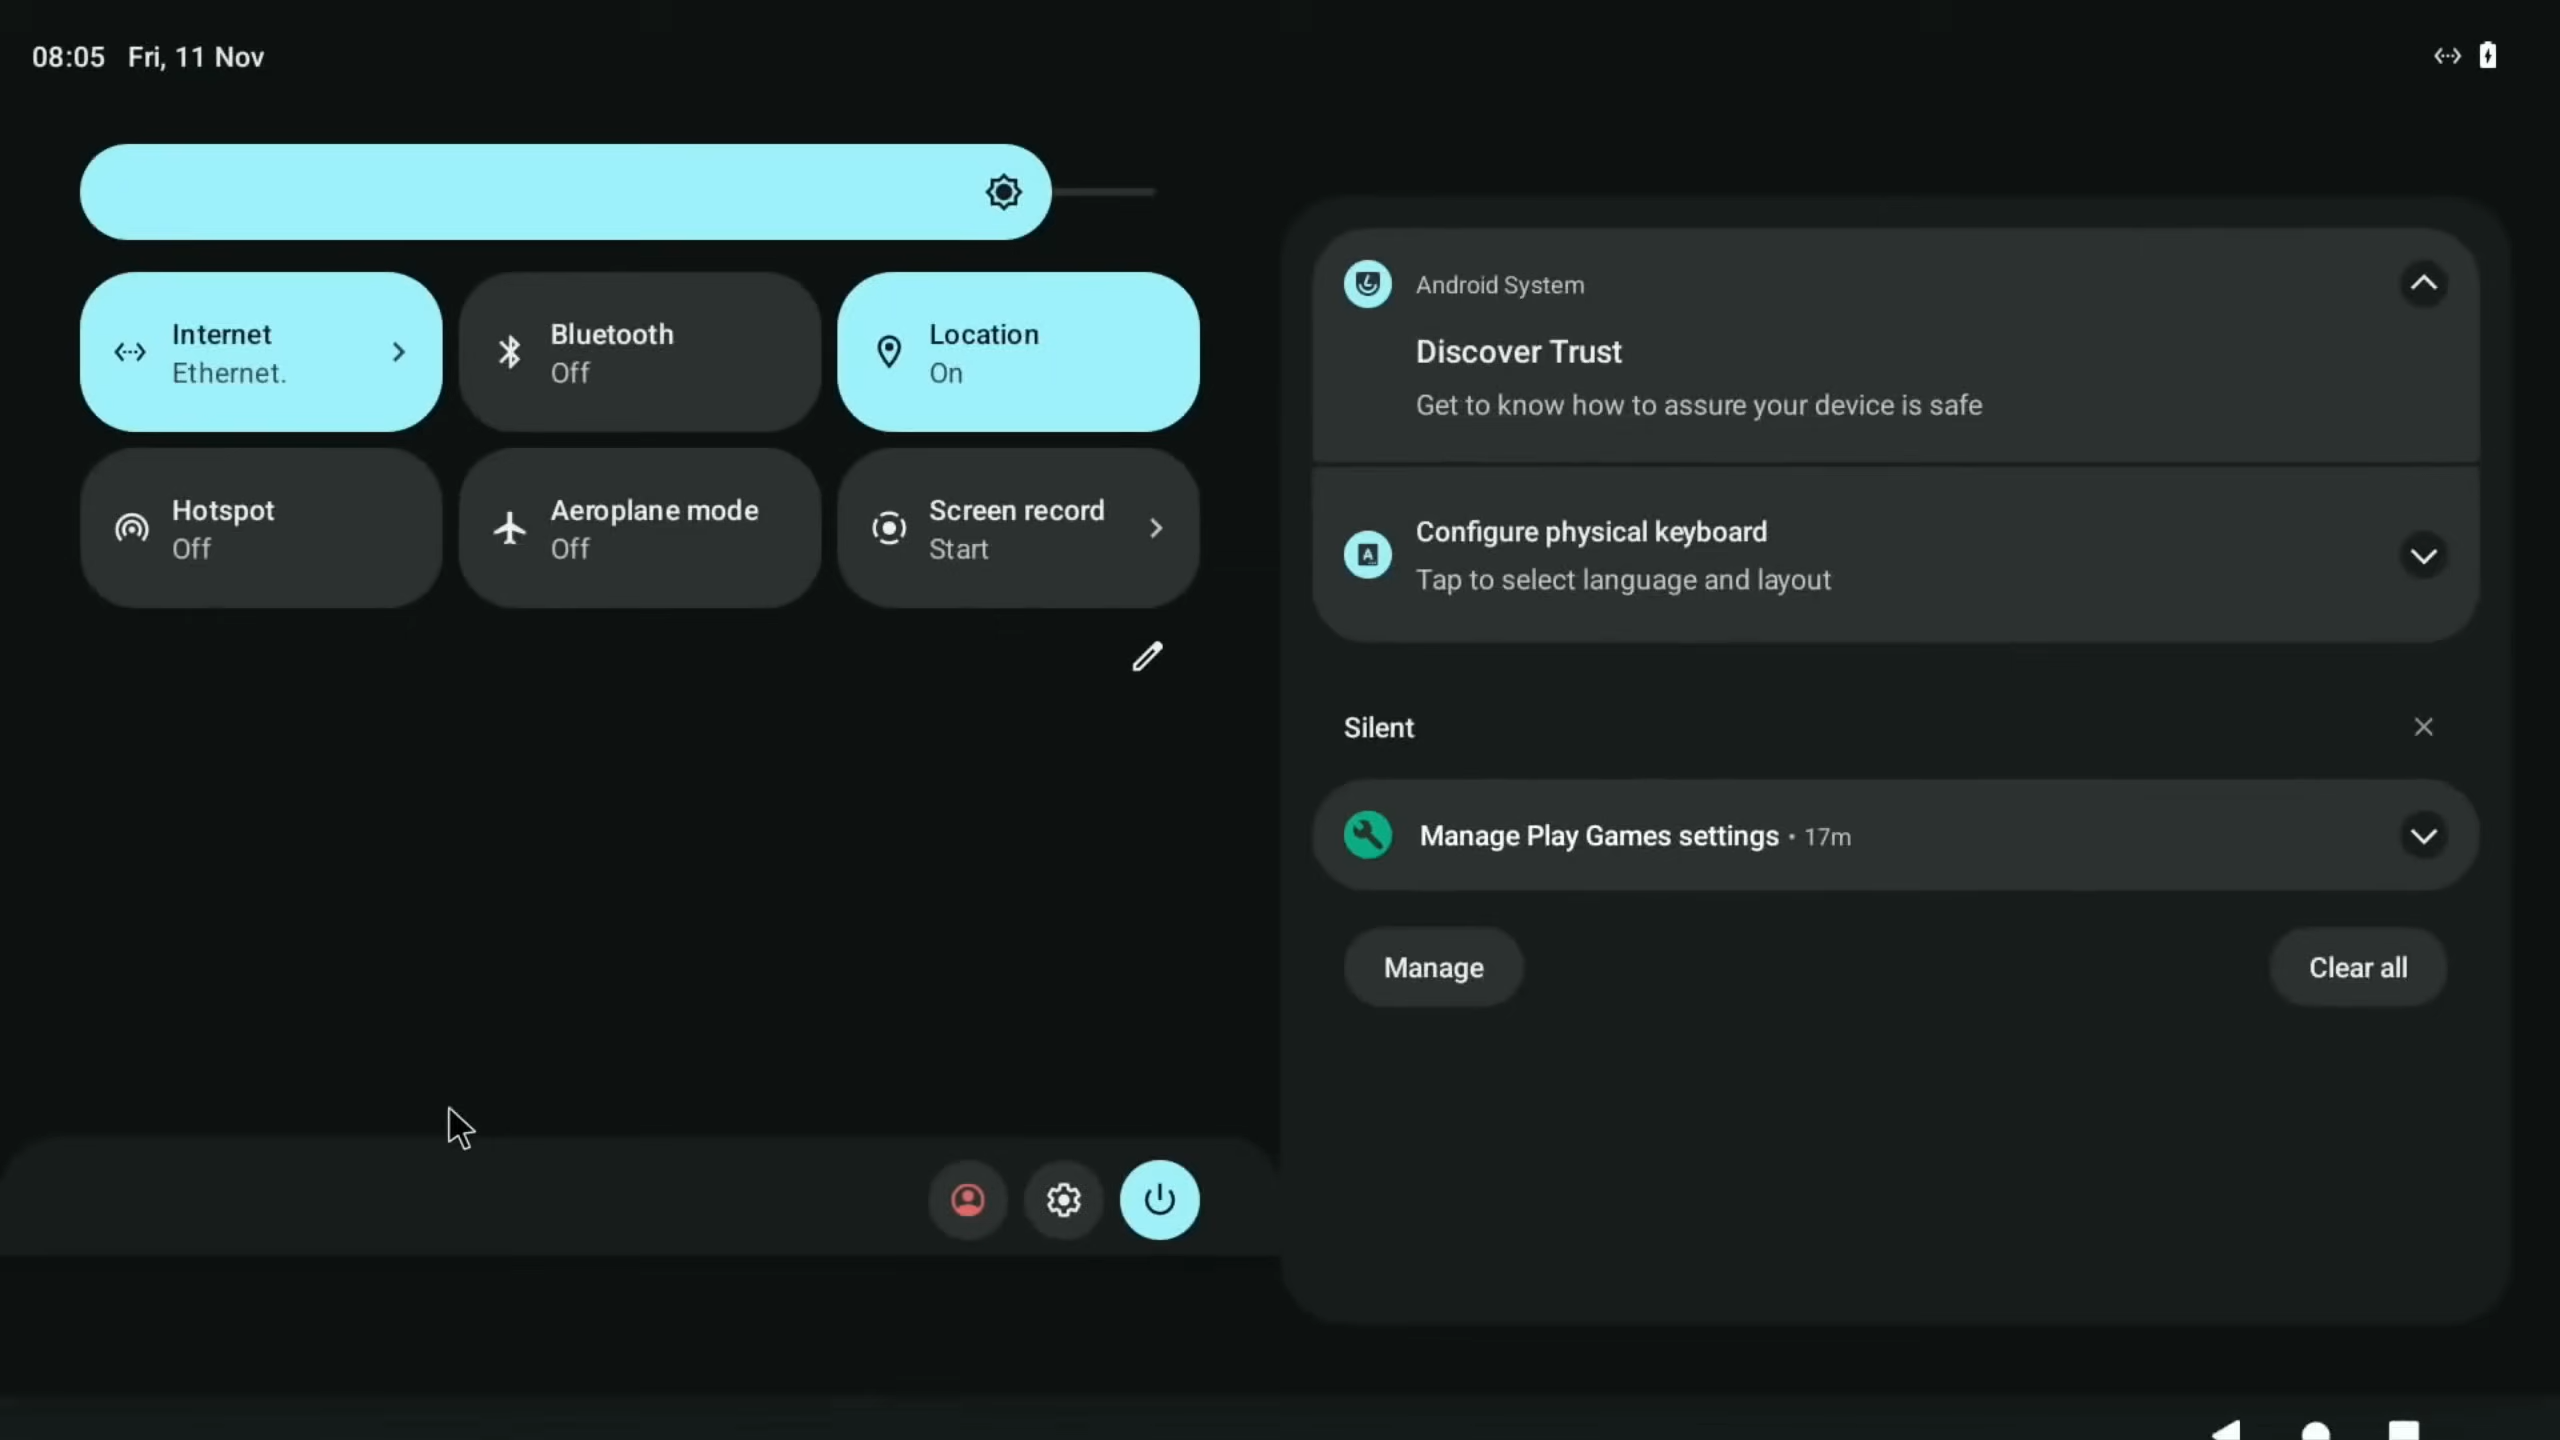 08:05 Fri, 11 Nov
Internet
Ethernet.
Bluetooth
Off
Location
On
Hotspot
Off
Aeroplane mode
Off
Screen record
Start
Android System
Discover Trust
Get to know how to assure your device is safe
Configure physical keyboard
Tap to select language and layout
Silent
Manage Play Games settings • 17m
Manage
Clear all